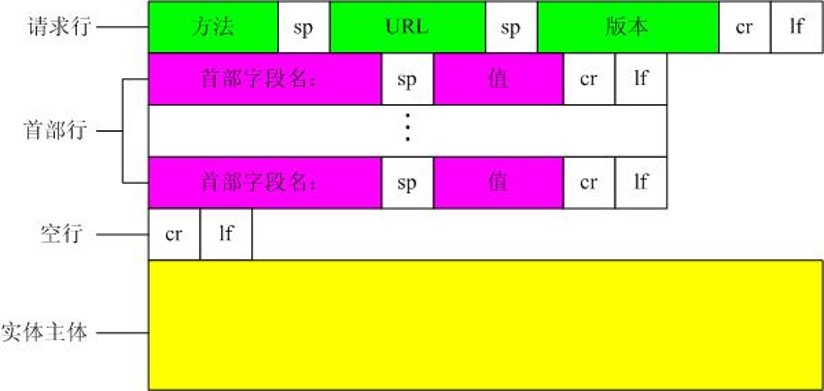 请求行 方法 sp URL sp 版本 cr lf
首部字段名： sp 值 cr lf
首部行 ⋮
首部字段名： sp 值 cr lf
空行 cr lf
实体主体